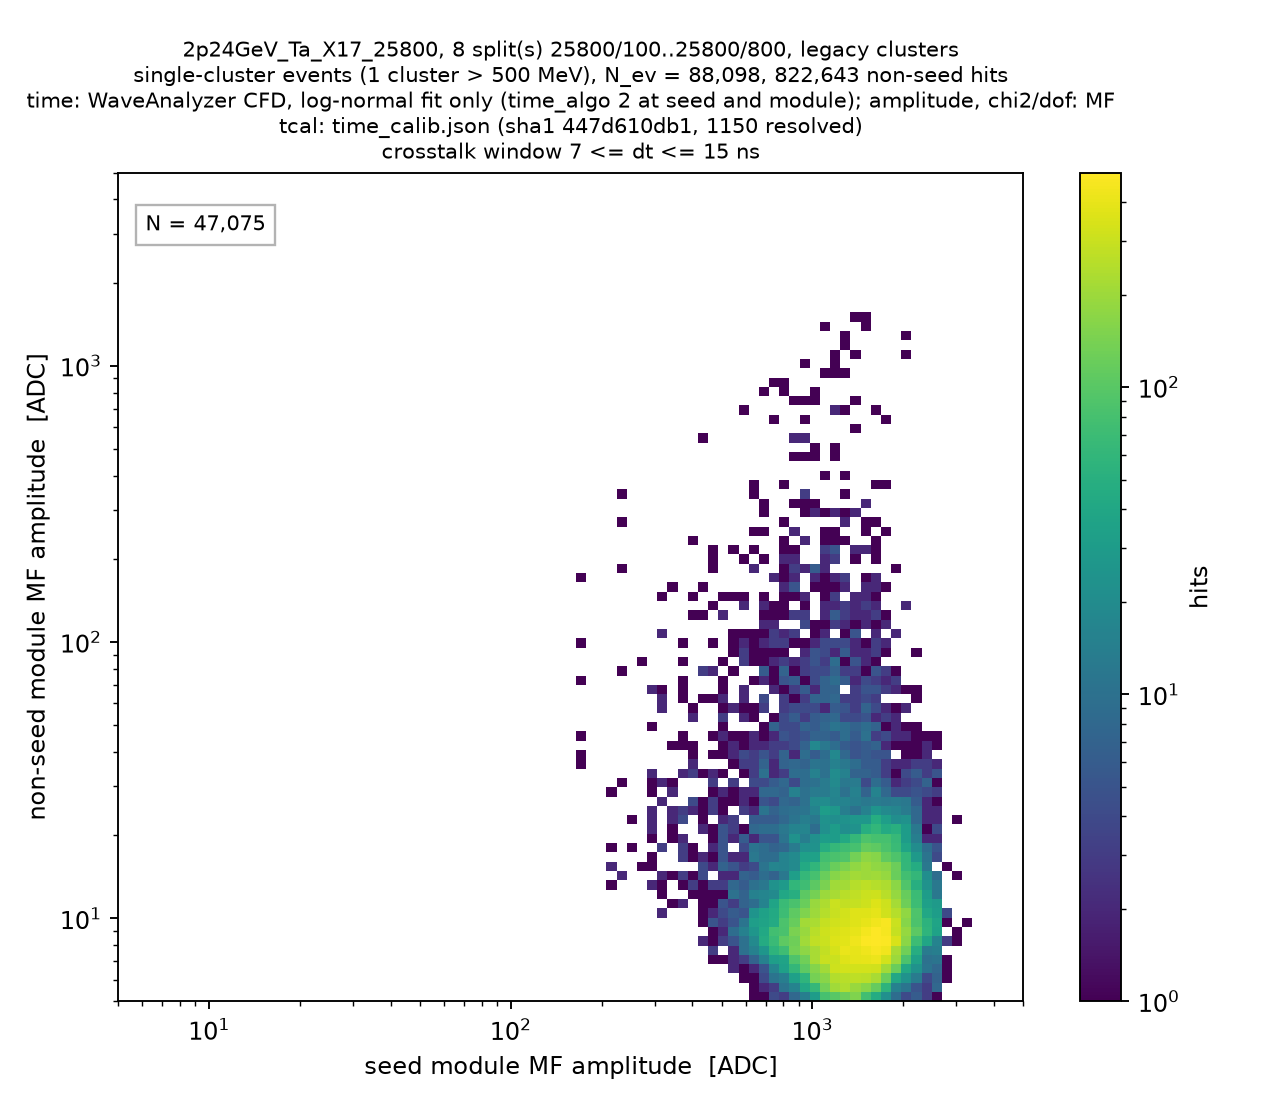 2p24GeV_Ta_X17_25800, 8 split(s) 25800/100..25800/800, legacy clusters
single-cluster events (1 cluster > 500 MeV), N_ev = 88,098, 822,643 non-seed hits
time: WaveAnalyzer CFD, log-normal fit only (time_algo 2 at seed and module); amplitude, chi2/dof: MF
tcal: time_calib.json (sha1 447d610db1, 1150 resolved)
crosstalk window 7 <= dt <= 15 ns
N = 47,075
non-seed module MF amplitude [ADC]
10³
10²
10¹
10¹
10²
10³
seed module MF amplitude [ADC]
10²
10¹
10⁰
hits